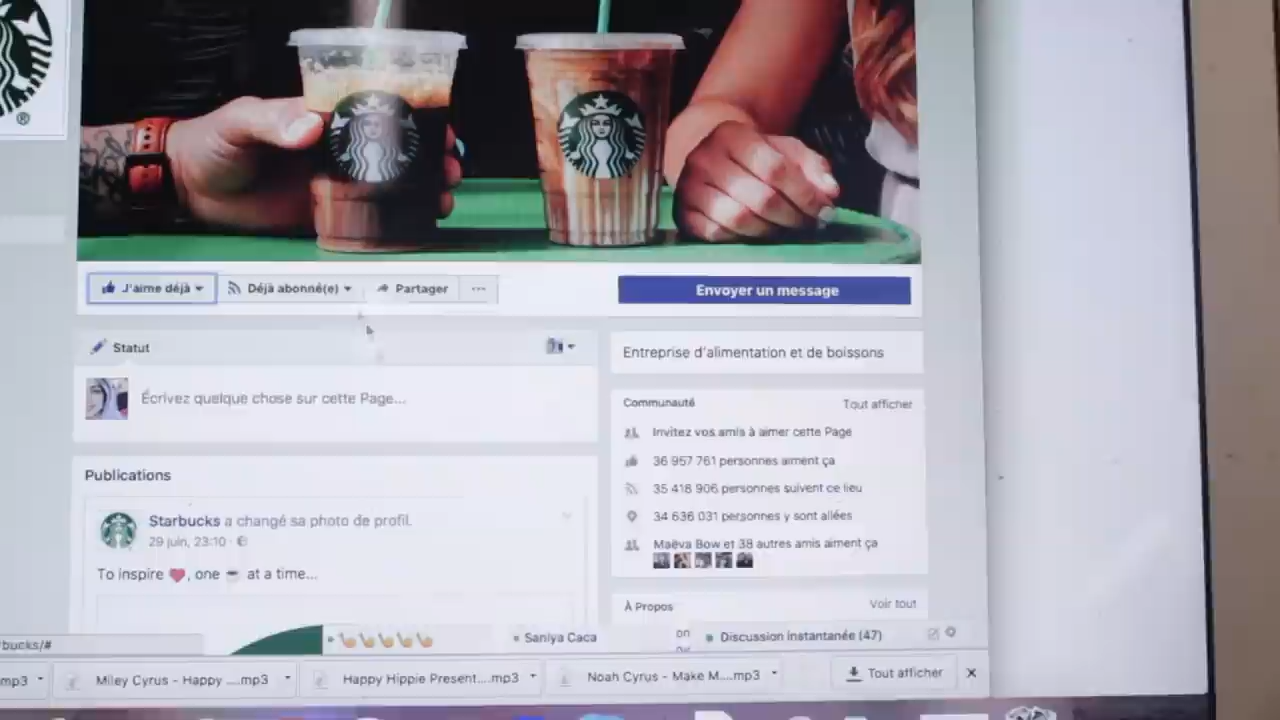 ®
J'aime déjà
Déjà abonné(e)
Partager
...
Envoyer un message
Statut
Écrivez quelque chose sur cette Page...
Entreprise d'alimentation et de boissons
Communauté
Tout afficher
Invitez vos amis à aimer cette Page
36 957 761 personnes aiment ça
35 418 906 personnes suivent ce lieu
34 636 031 personnes y sont allées
Maëva Bow et 38 autres amis aiment ça
Publications
Starbucks a changé sa photo de profil.
29 juin, 23:10 ·
To inspire ❤, one ☕ at a time...
À Propos
Voir tout
on
Saniya Caca
Discussion instantanée (47)
bucks/#
mp3
Miley Cyrus - Happy ....mp3
Happy Hippie Present....mp3
Noah Cyrus - Make M....mp3
Tout afficher